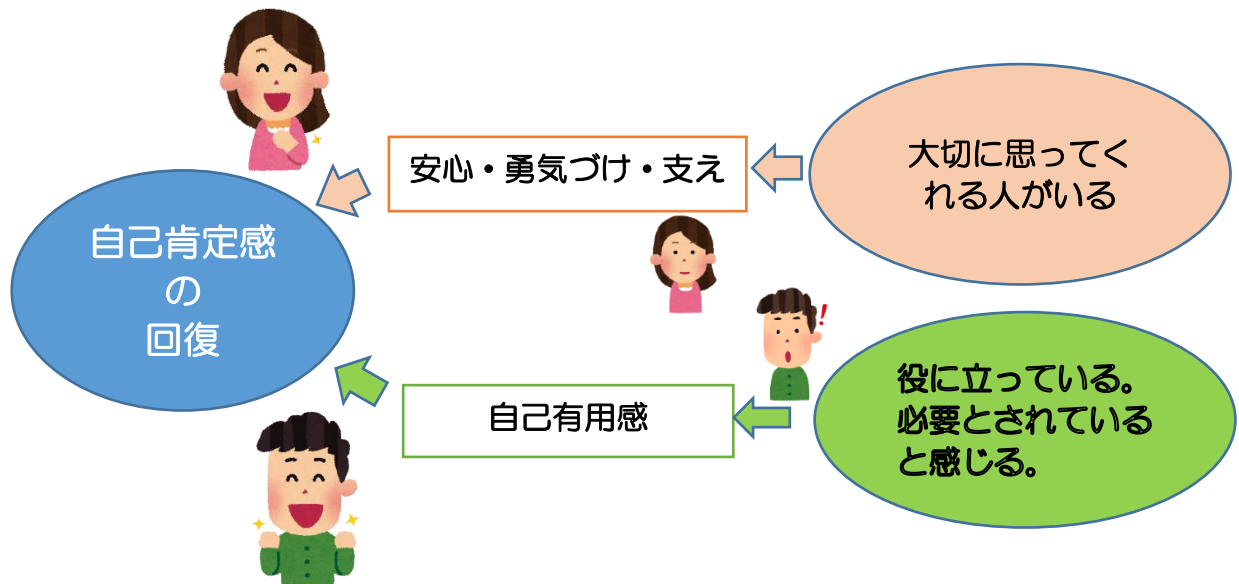 自己肯定感
の
回復
安心・勇気づけ・支え
大切に思ってく
れる人がいる
自己有用感
役に立っている。
必要とされている
と感じる。